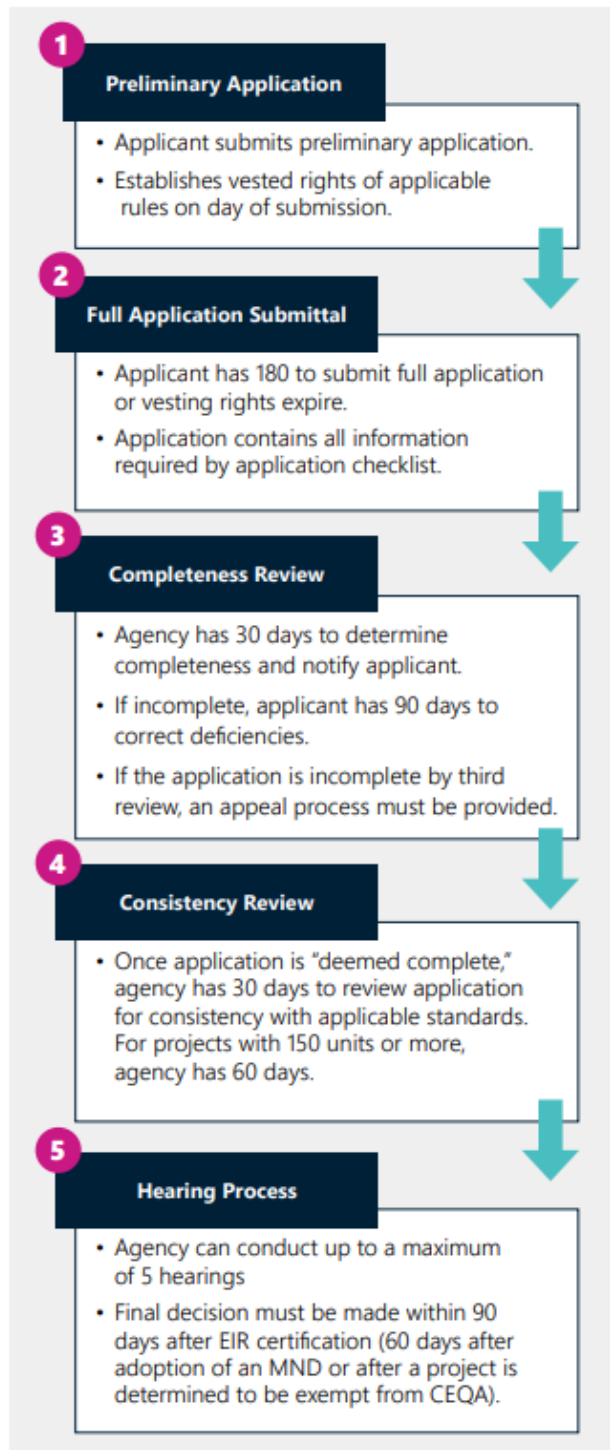 1
Preliminary Application
• Applicant submits preliminary application.
• Establishes vested rights of applicable
rules on day of submission.
2
Full Application Submittal
• Applicant has 180 to submit full application
or vesting rights expire.
• Application contains all information
required by application checklist.
3
Completeness Review
• Agency has 30 days to determine
completeness and notify applicant.
• If incomplete, applicant has 90 days to
correct deficiencies.
• If the application is incomplete by third
review, an appeal process must be provided.
4
Consistency Review
• Once application is “deemed complete,”
agency has 30 days to review application
for consistency with applicable standards.
For projects with 150 units or more,
agency has 60 days.
5
Hearing Process
• Agency can conduct up to a maximum
of 5 hearings
• Final decision must be made within 90
days after EIR certification (60 days after
adoption of an MND or after a project is
determined to be exempt from CEQA).